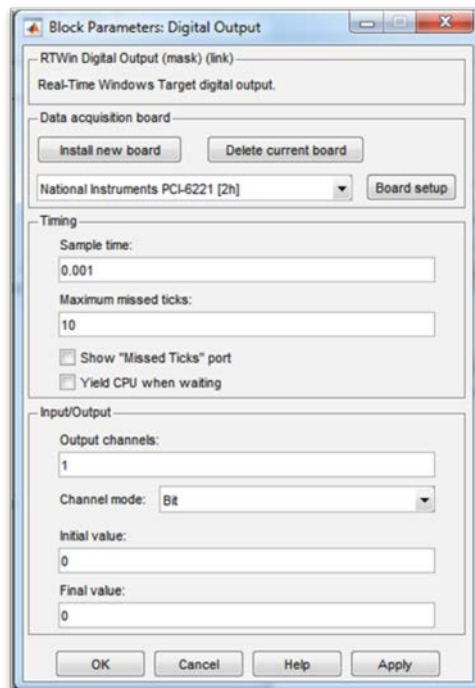 Block Parameters: Digital Output
RTWin Digital Output (mask) (link)
Real-Time Windows Target digital output.
Data acquisition board
Install new board Delete current board
National Instruments PCI-6221 [2h] Board setup
Timing
Sample time:
0.001
Maximum missed ticks:
10
Show "Missed Ticks" port
Yield CPU when waiting
Input/Output
Output channels:
1
Channel mode: Bit
Initial value:
0
Final value:
0
OK Cancel Help Apply